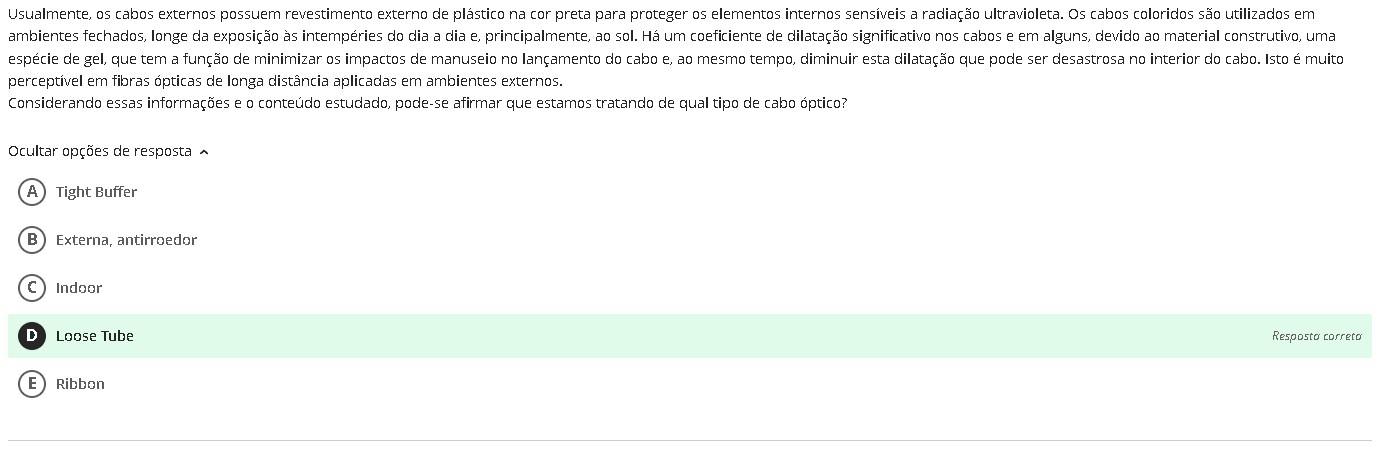 Usualmente, os cabos externos possuem revestimento externo de plástico na cor preta para proteger os elementos internos sensíveis a radiação ultravioleta. Os cabos coloridos são utilizados em
ambientes fechados, longe da exposição às intempéries do dia a dia e, principalmente, ao sol. Há um coeficiente de dilatação significativo nos cabos e em alguns, devido ao material construtivo, uma
espécie de gel, que tem a função de minimizar os impactos de manuseio no lançamento do cabo e, ao mesmo tempo, diminuir esta dilatação que pode ser desastrosa no interior do cabo. Isto é muito
perceptível em fibras ópticas de longa distância aplicadas em ambientes externos.
Considerando essas informações e o conteúdo estudado, pode-se afirmar que estamos tratando de qual tipo de cabo óptico?
Ocultar opções de resposta
A Tight Buffer
B Externa, antirroedor
C Indoor
D Loose Tube Resposta correta
E Ribbon